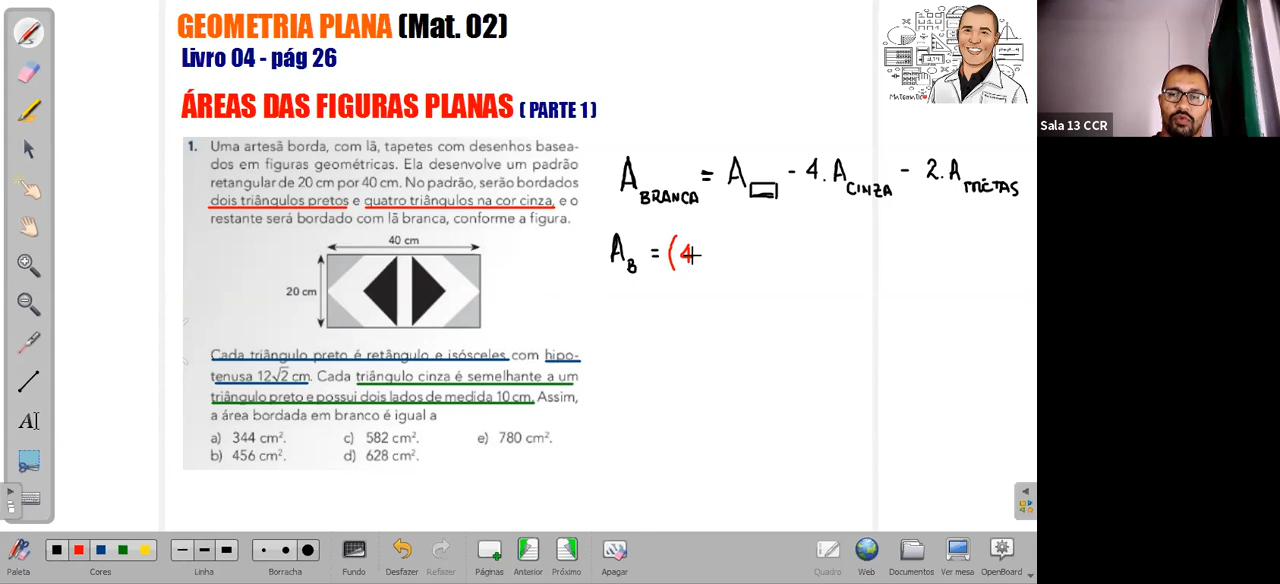 GEOMETRIA PLANA (Mat. 02)
Livro 04 - pág 26
ÁREAS DAS FIGURAS PLANAS ( PARTE 1 )
1. Uma artesã borda, com lã, tapetes com desenhos basea-
dos em figuras geométricas. Ela desenvolve um padrão
retangular de 20 cm por 40 cm. No padrão, serão bordados
dois triângulos pretos e quatro triângulos na cor cinza, e o
restante será bordado com lã branca, conforme a figura.
40 cm
20 cm
Cada triângulo preto é retângulo e isósceles com hipo-
tenusa 12√2 cm. Cada triângulo cinza é semelhante a um
triângulo preto e possui dois lados de medida 10 cm. Assim,
a área bordada em branco é igual a
a) 344 cm². c) 582 cm². e) 780 cm².
b) 456 cm². d) 628 cm².
A BRANCA = A ▭ - 4. A CINZA - 2. A PRETAS
A B = (4
Sala 13 CCR
Paleta Cores Linha Borracha Fundo Desfazer Refazer Páginas Anterior Próximo Apagar Quadro Web Documentos Ver mesa OpenBoard